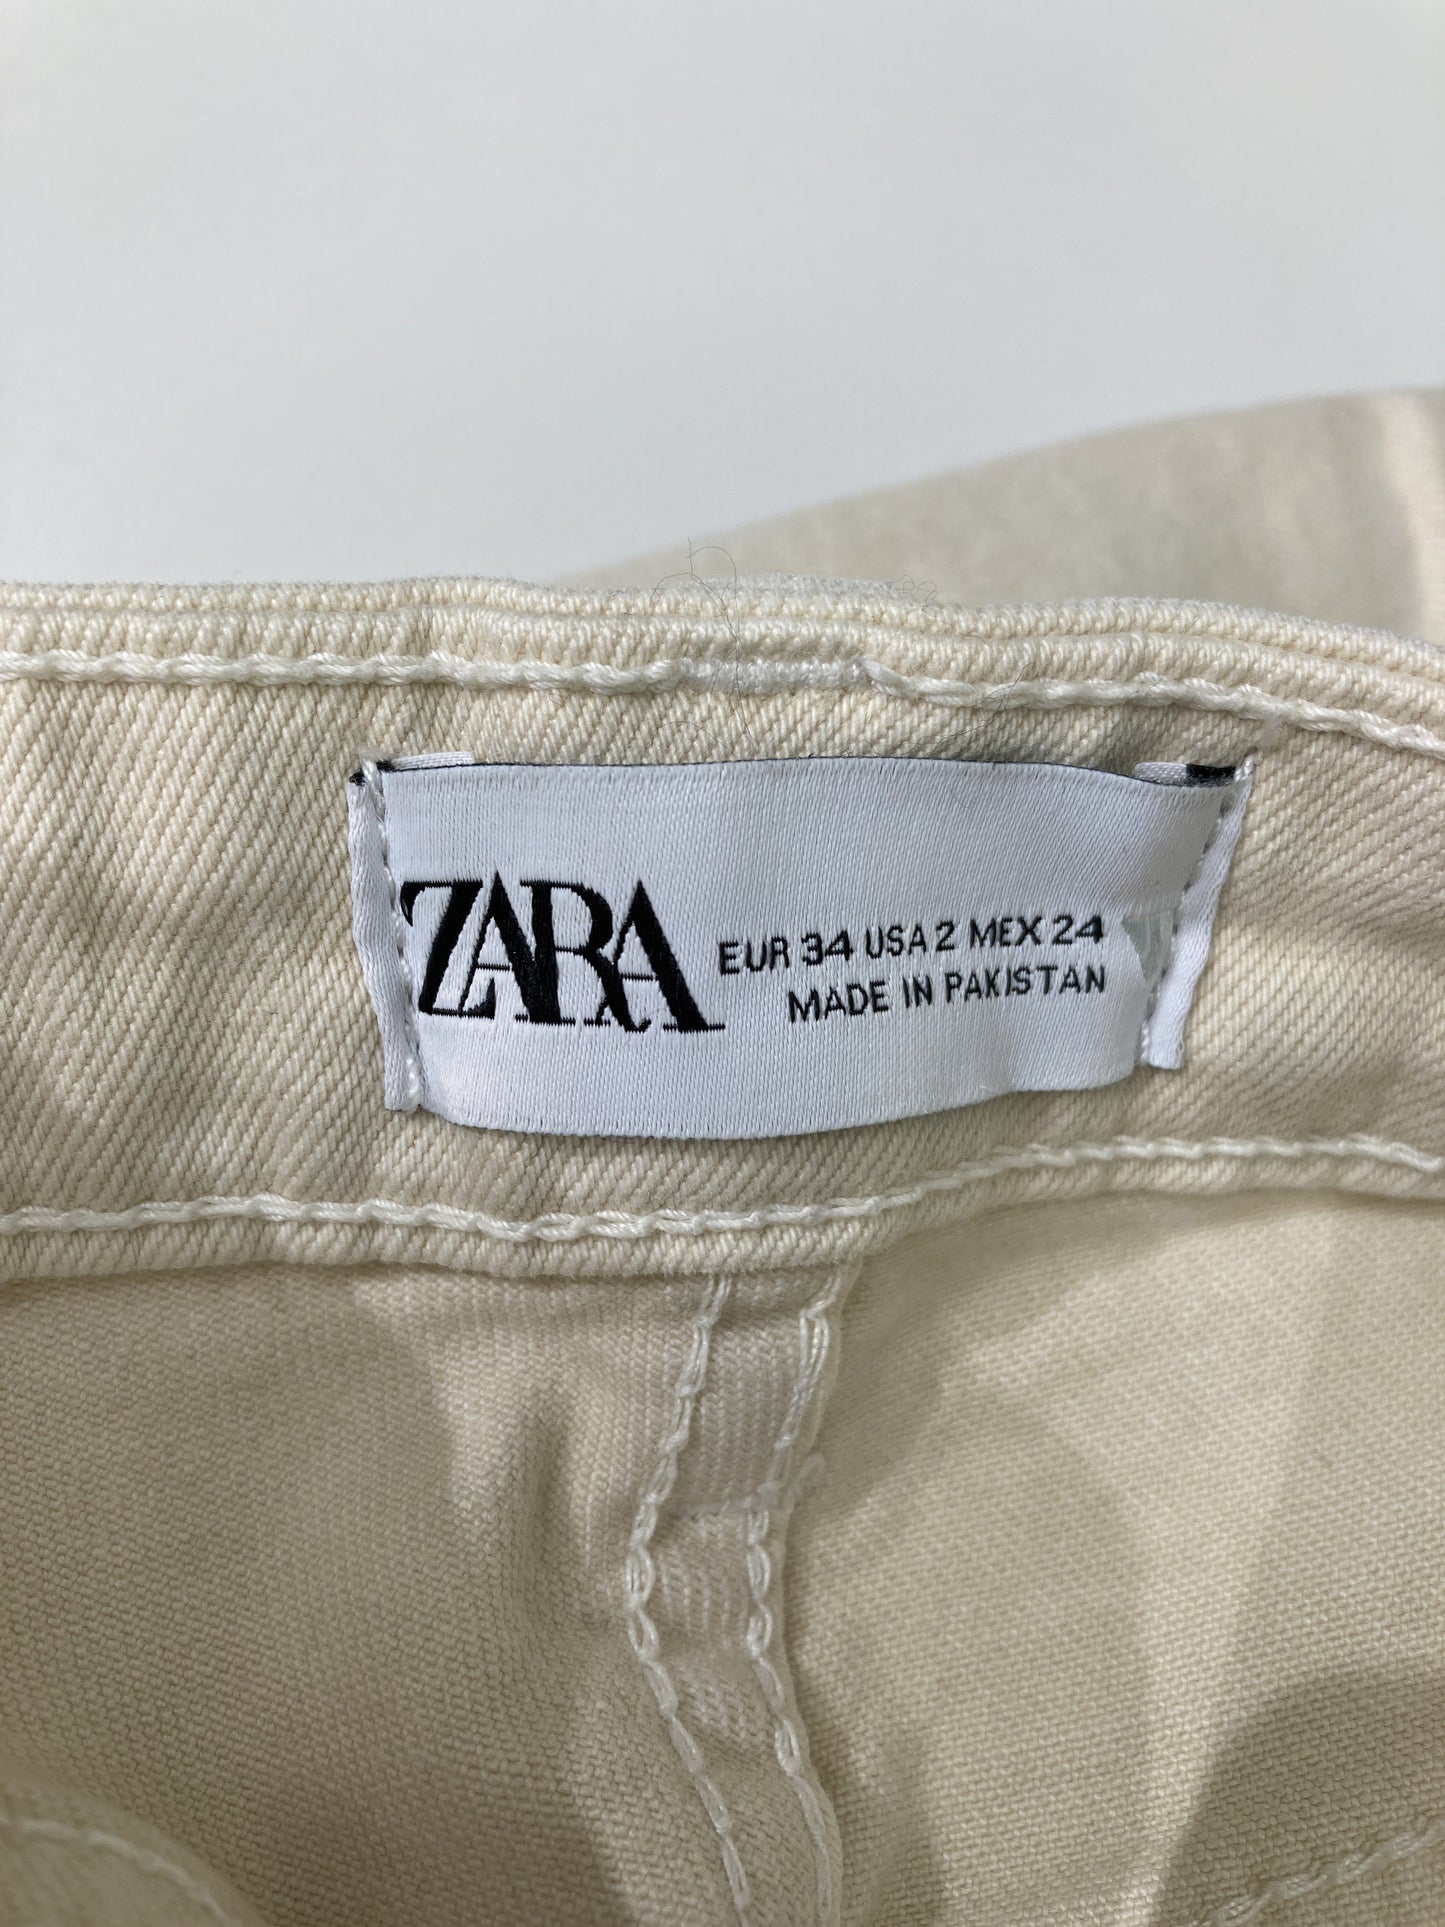 ZARA
EUR 34 USA 2 MEX 24
MADE IN PAKISTAN